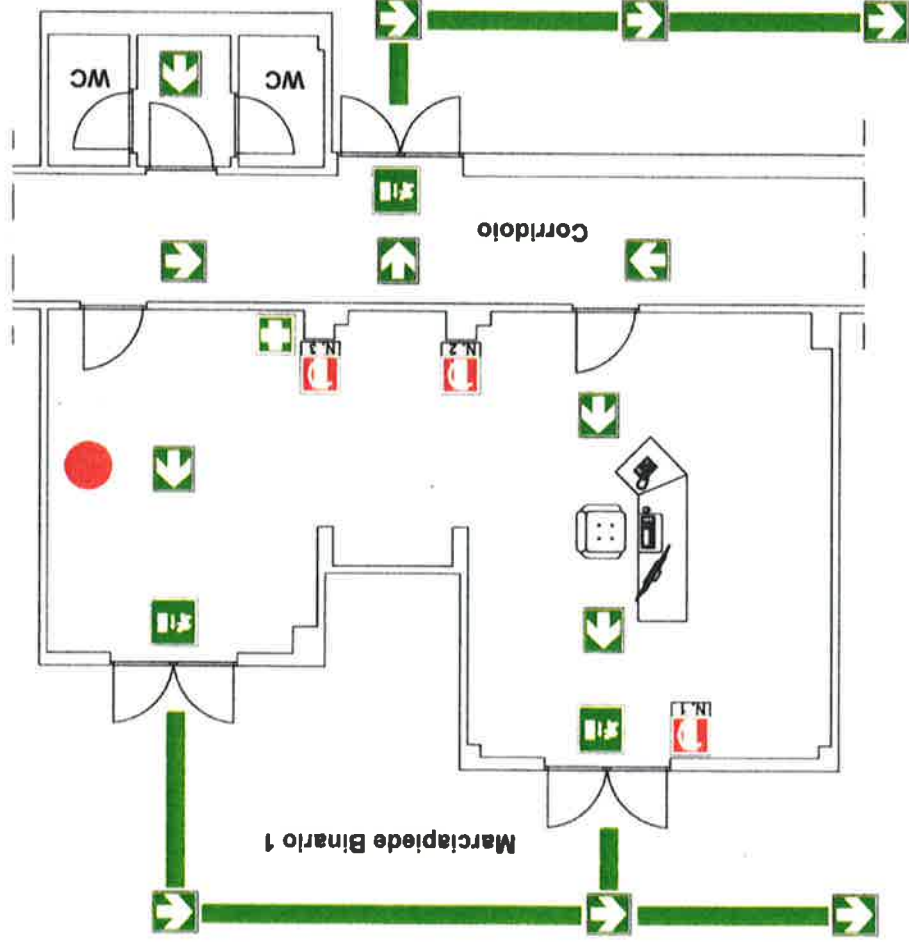 Marciapiede Binario 1
N. 1
N. 2
N. 3
Corridoio
WC
WC